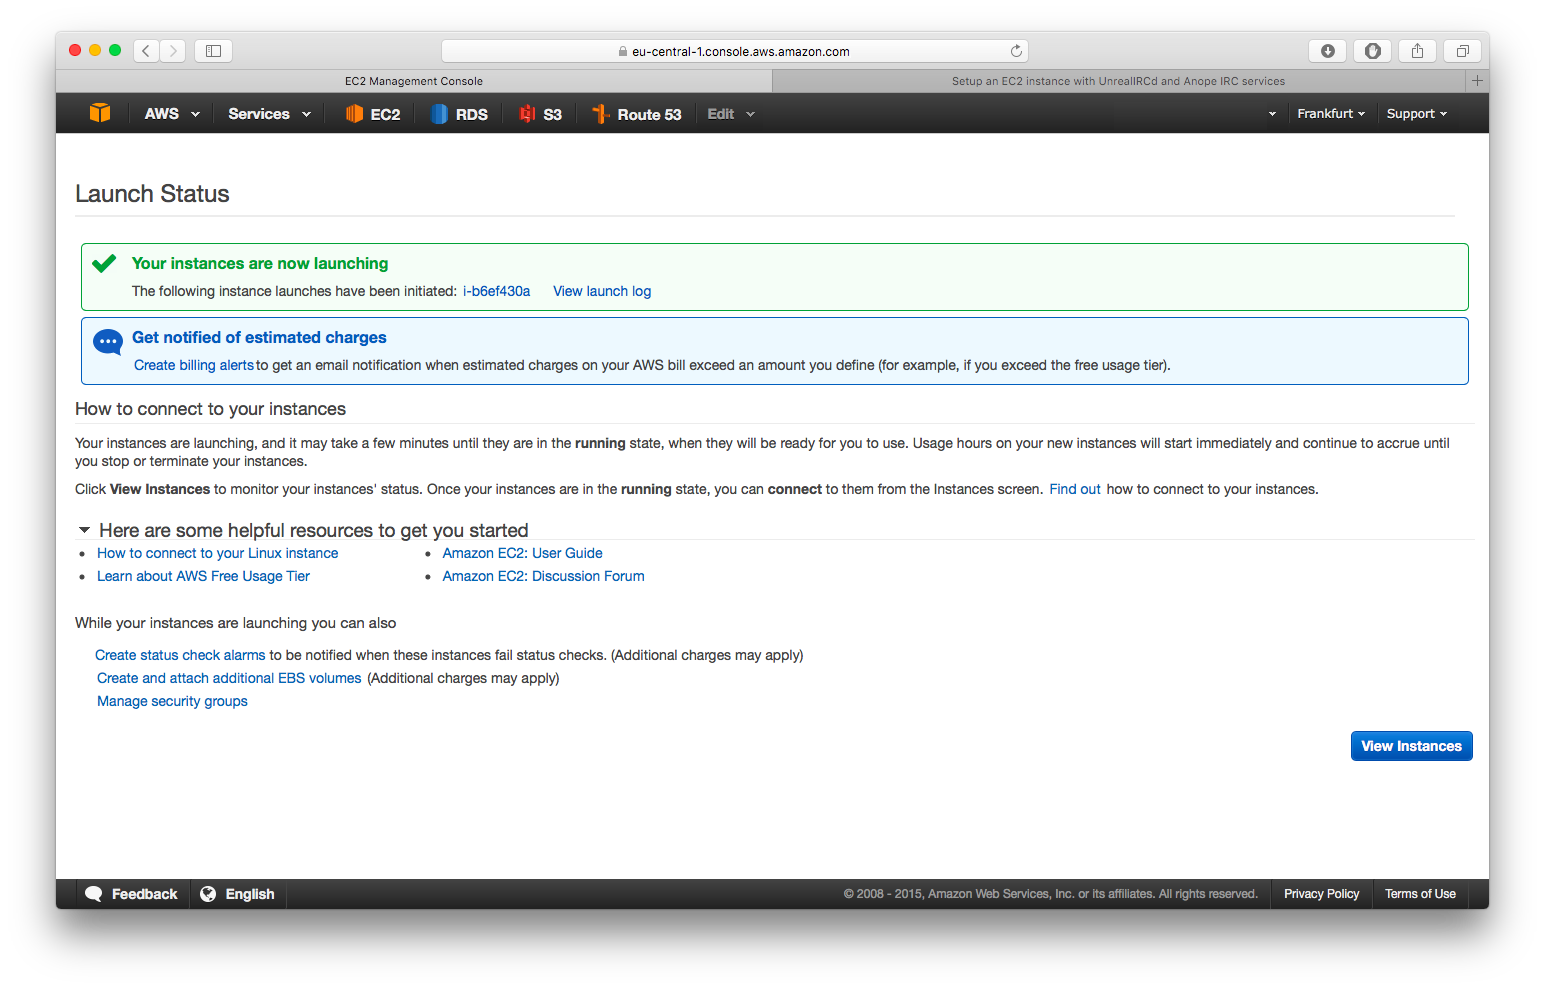 eu-central-1.console.aws.amazon.com
EC2 Management Console
Setup an EC2 instance with UnrealIRCd and Anope IRC services
AWS Services EC2 RDS S3 Route 53 Edit Frankfurt Support
Launch Status
Your instances are now launching
The following instance launches have been initiated: i-b6ef430a View launch log
Get notified of estimated charges
Create billing alerts to get an email notification when estimated charges on your AWS bill exceed an amount you define (for example, if you exceed the free usage tier).
How to connect to your instances
Your instances are launching, and it may take a few minutes until they are in the running state, when they will be ready for you to use. Usage hours on your new instances will start immediately and continue to accrue until
you stop or terminate your instances.
Click View Instances to monitor your instances' status. Once your instances are in the running state, you can connect to them from the Instances screen. Find out how to connect to your instances.
Here are some helpful resources to get you started
How to connect to your Linux instance
Amazon EC2: User Guide
Learn about AWS Free Usage Tier
Amazon EC2: Discussion Forum
While your instances are launching you can also
Create status check alarms to be notified when these instances fail status checks. (Additional charges may apply)
Create and attach additional EBS volumes (Additional charges may apply)
Manage security groups
View Instances
Feedback English © 2008 - 2015, Amazon Web Services, Inc. or its affiliates. All rights reserved. Privacy Policy Terms of Use